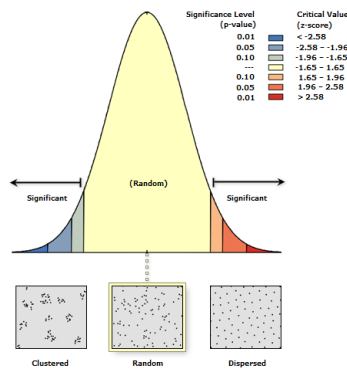 Significance Level Critical Value
(p-value) (z-score)
0.01 < -2.58
0.05 -2.58 – -1.96
0.10 -1.96 – -1.65
--- -1.65 – 1.65
0.10 1.65 – 1.96
0.05 1.96 – 2.58
0.01 > 2.58
(Random)
Significant Significant
Clustered Random Dispersed